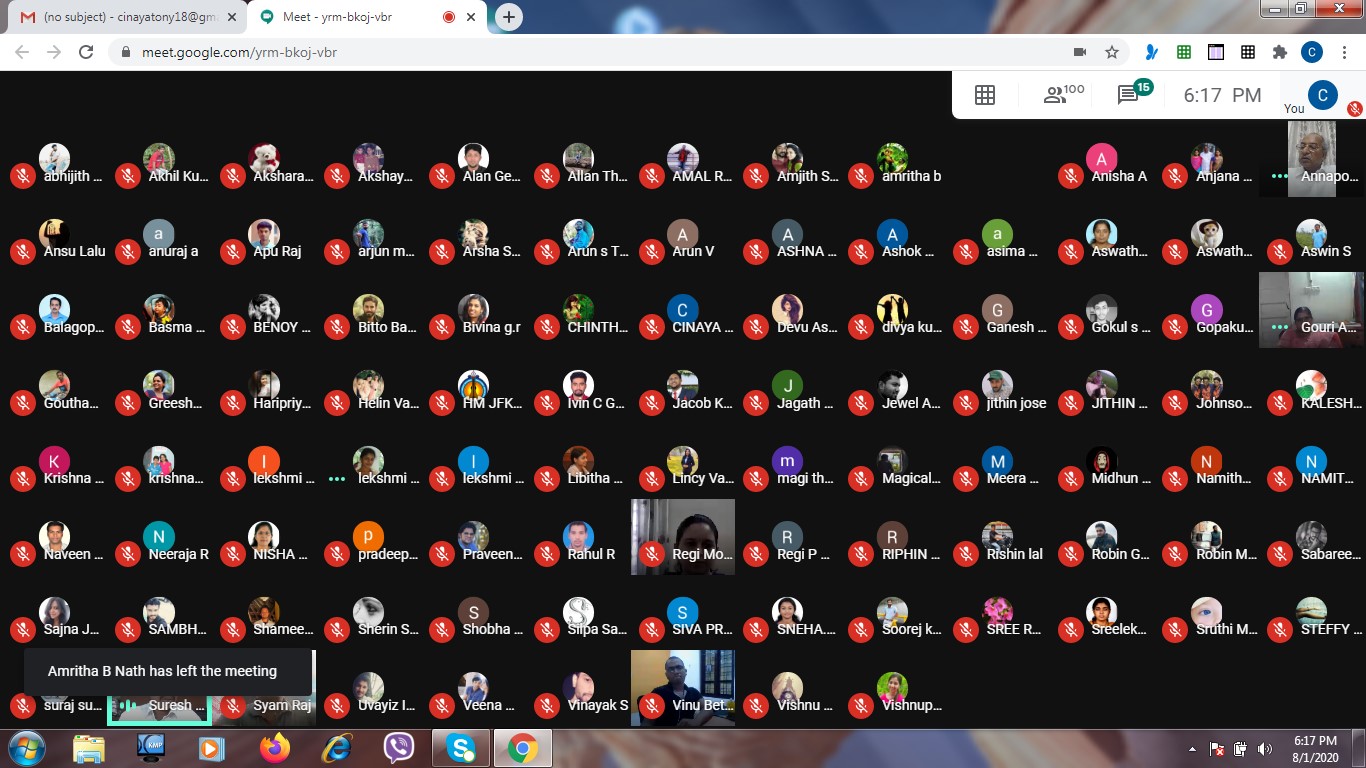 (no subject) - cinayatony18@gm
Meet - yrm-bkoj-vbr
meet.google.com/yrm-bkoj-vbr
C
100
15
6:17 PM
You
C
abhijith ...
Akhil Ku...
Akshara...
Akshay...
Alan Ge...
Allan Th...
AMAL R...
Amjith S...
amritha b
A
Anisha A
Anjana ...
Annapo...
Ansu Lalu
a
anuraj a
Apu Raj
arjun m...
Arsha S...
Arun s T...
A
Arun V
A
ASHNA ...
A
Ashok ...
a
asima ...
Aswath...
Aswath...
Aswin S
Balagop...
Basma ...
BENOY ...
Bitto Ba...
Bivina g.r
CHINTH...
C
CINAYA ...
Devu As...
divya ku...
G
Ganesh ...
Gokul s ...
G
Gopaku...
Gouri A...
Goutha...
Greesh...
Haripriy...
Helin Va...
HM JFK...
Ivin C G...
Jacob K...
J
Jagath ...
Jewel A...
jithin jose
JITHIN ...
Johnso...
KALESH...
K
Krishna ...
krishna...
l
lekshmi ...
lekshmi ...
l
lekshmi ...
Libitha ...
Lincy Va...
m
magi th...
Magical...
M
Meera ...
Midhun ...
N
Namith...
N
NAMIT...
Naveen ...
N
Neeraja R
NISHA ...
p
pradeep...
Praveen...
Rahul R
Regi Mo...
R
Regi P ...
R
RIPHIN ...
Rishin lal
Robin G...
Robin M...
Sabaree...
Sajna J...
SAMBH...
Shamee...
Sherin S...
S
Shobha ...
Silpa Sa...
S
SIVA PR...
SNEHA...
Soorej k...
SREE R...
Sreelek...
Sruthi M...
STEFFY ...
Amritha B Nath has left the meeting
suraj su...
Suresh ...
Syam Raj
Uvayiz I...
Veena ...
Vinayak S
Vinu Bet...
Vishnu ...
Vishnup...
KMP
6:17 PM
8/1/2020